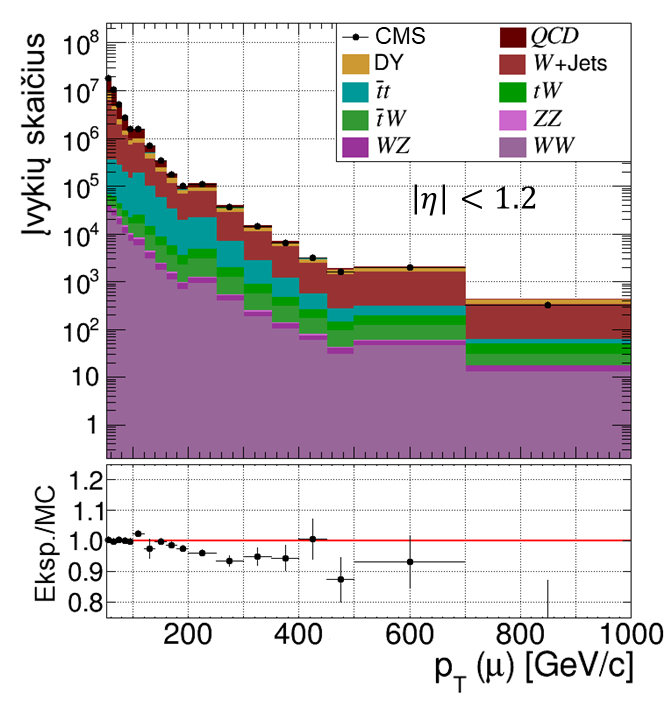 Įvykių skaičius
10⁸
10⁷
10⁶
10⁵
10⁴
10³
10²
10
1
CMS
QCD
DY
W+Jets
t̄t
tW
t̄W
ZZ
WZ
WW
|η| < 1.2
Eksp./MC
1.2
1.1
1.0
0.9
0.8
200
400
600
800
1000
p_T (μ) [GeV/c]